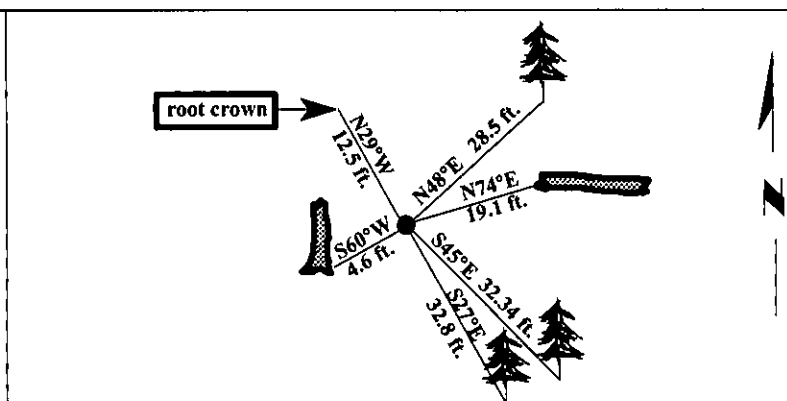 root crown
N29°W
12.5 ft.
N48°E 28.5 ft.
N74°E
19.1 ft.
N
S60°W
4.6 ft.
S45°E 32.34 ft.
S27°E
32.8 ft.